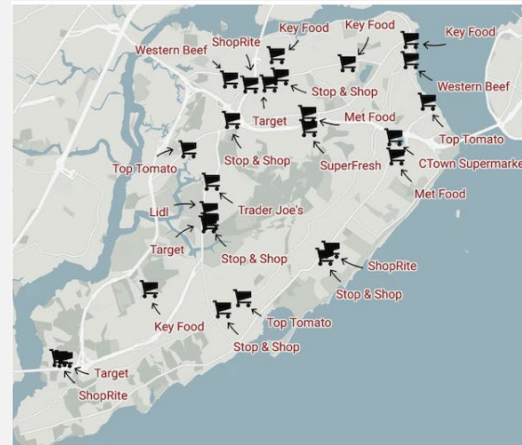 Key Food
Key Food
Key Food
ShopRite
Western Beef
Stop & Shop
Western Beef
Target
Met Food
Top Tomato
Stop & Shop
SuperFresh
CTown Supermarke
Top Tomato
Met Food
Lidl
Trader Joe's
Target
Stop & Shop
ShopRite
Stop & Shop
Key Food
Top Tomato
Stop & Shop
Target
ShopRite